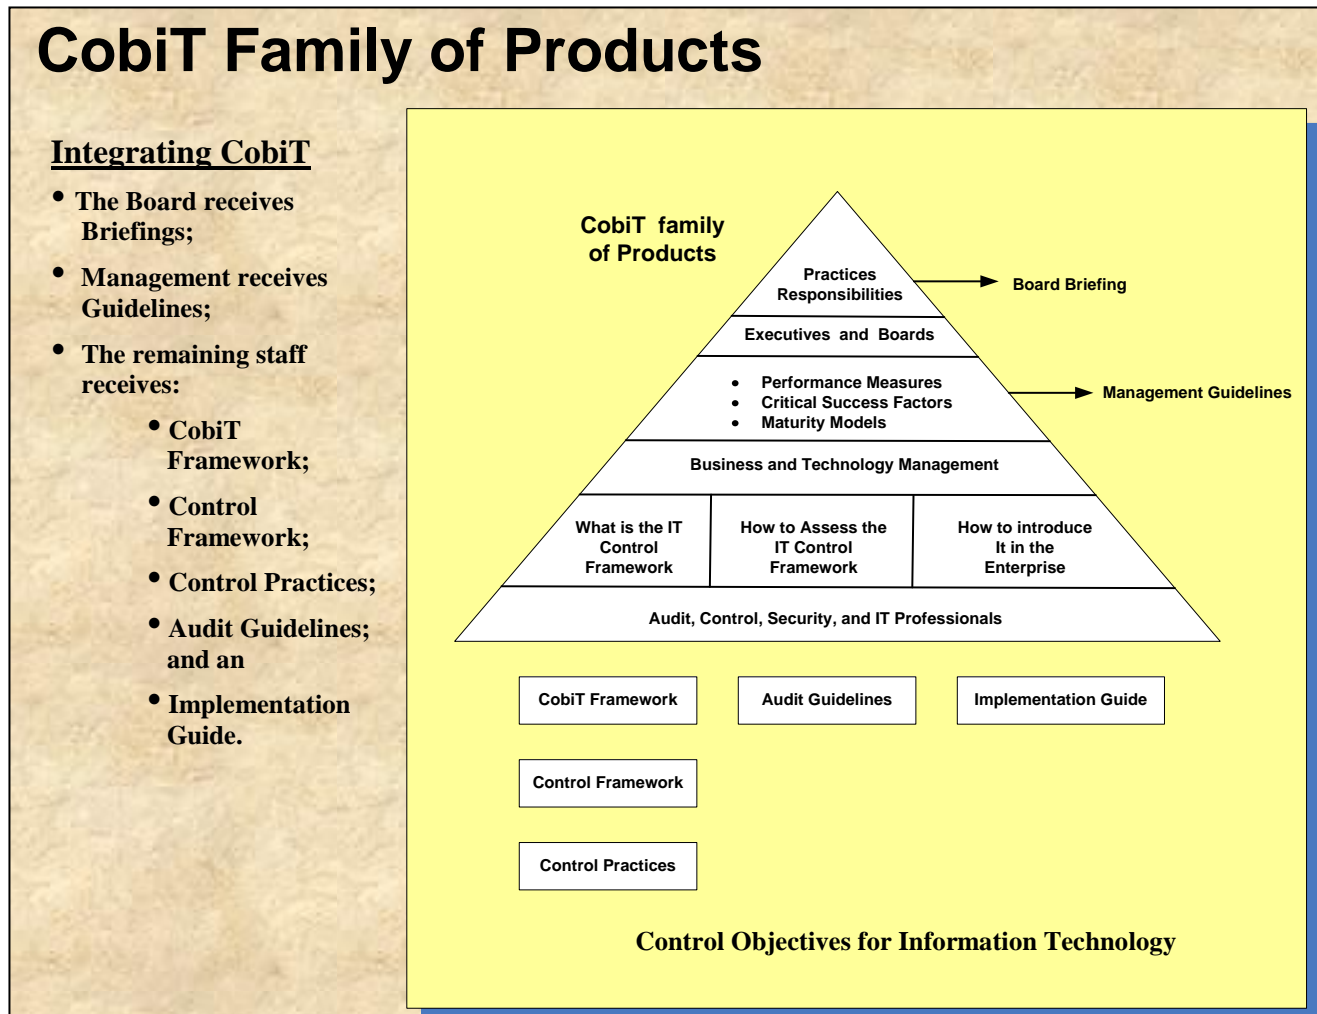 CobiT Family of Products
Integrating CobiT
• The Board receives
Briefings;
• Management receives
Guidelines;
• The remaining staff
receives:
• CobiT
Framework;
• Control
Framework;
• Control Practices;
• Audit Guidelines;
and an
• Implementation
Guide.
CobiT family
of Products
Practices
Responsibilities
Board Briefing
Executives and Boards
• Performance Measures
• Critical Success Factors
• Maturity Models
Management Guidelines
Business and Technology Management
What is the IT
Control
Framework
How to Assess the
IT Control
Framework
How to introduce
It in the
Enterprise
Audit, Control, Security, and IT Professionals
CobiT Framework
Audit Guidelines
Implementation Guide
Control Framework
Control Practices
Control Objectives for Information Technology